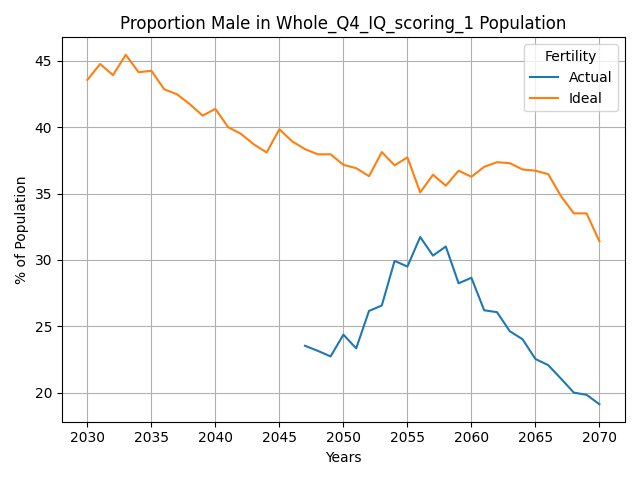 Proportion Male in Whole_Q4_IQ_scoring_1 Population
Fertility
Actual
Ideal
% of Population
45
40
35
30
25
20
2030
2035
2040
2045
2050
2055
2060
2065
2070
Years